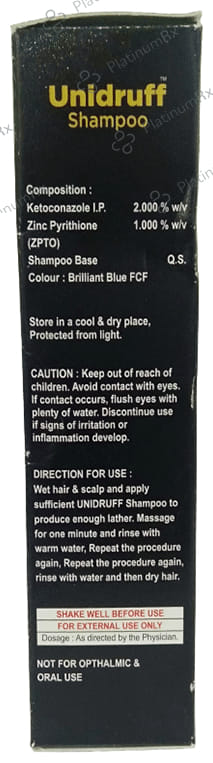 Unidruff™
Shampoo
Composition :
Ketoconazole I.P. 2.000 % w/v
Zinc Pyrithione 1.000 % w/v
(ZPTO)
Shampoo Base Q.S.
Colour : Brilliant Blue FCF
Store in a cool & dry place,
Protected from light.
CAUTION : Keep out of reach of
children. Avoid contact with eyes.
If contact occurs, flush eyes with
plenty of water. Discontinue use
if signs of irritation or
inflammation develop.
DIRECTION FOR USE :
Wet hair & scalp and apply
sufficient UNIDRUFF Shampoo to
produce enough lather. Massage
for one minute and rinse with
warm water, Repeat the procedure
again, Repeat the procedure again,
rinse with water and then dry hair.
SHAKE WELL BEFORE USE
FOR EXTERNAL USE ONLY
Dosage : As directed by the Physician.
NOT FOR OPTHALMIC &
ORAL USE
PlatinumRx